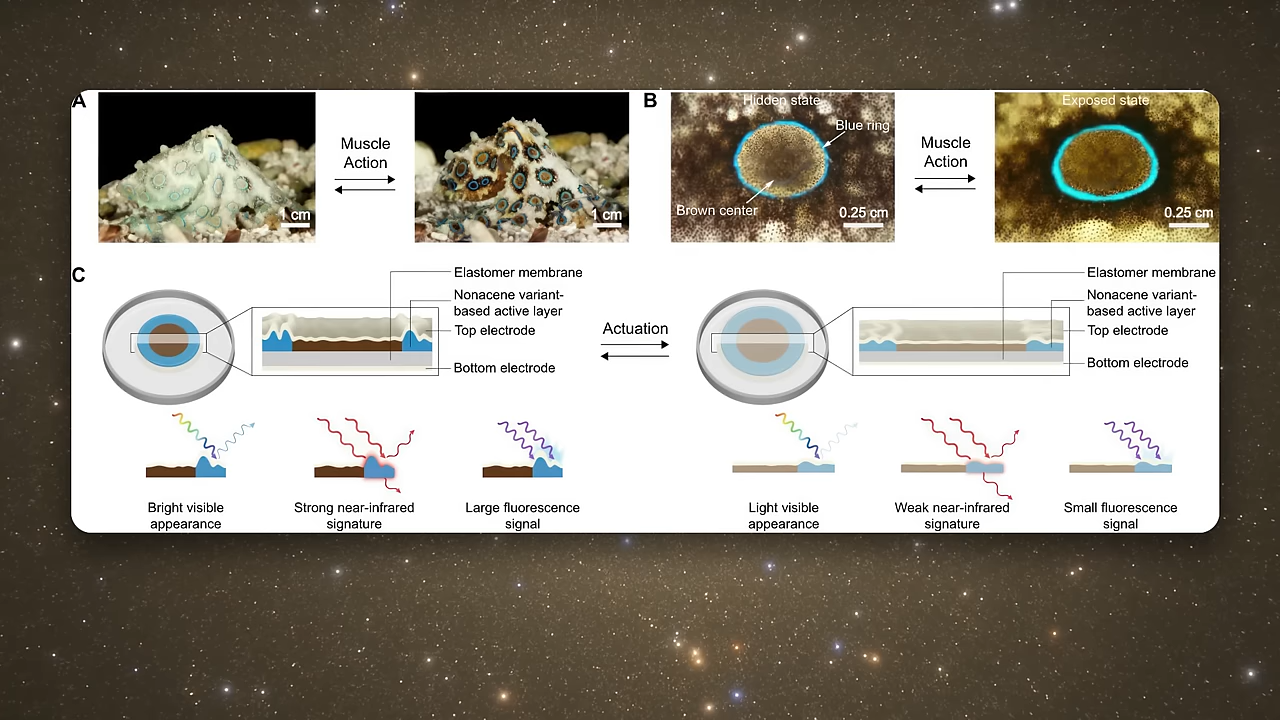 A
Muscle
Action
1 cm
1 cm
B
Hidden state
Blue ring
Brown center
0.25 cm
Muscle
Action
Exposed state
0.25 cm
C
Elastomer membrane
Nonacene variant-
based active layer
Top electrode
Bottom electrode
Actuation
Elastomer membrane
Nonacene variant-
based active layer
Top electrode
Bottom electrode
Bright visible
appearance
Strong near-infrared
signature
Large fluorescence
signal
Light visible
appearance
Weak near-infrared
signature
Small fluorescence
signal